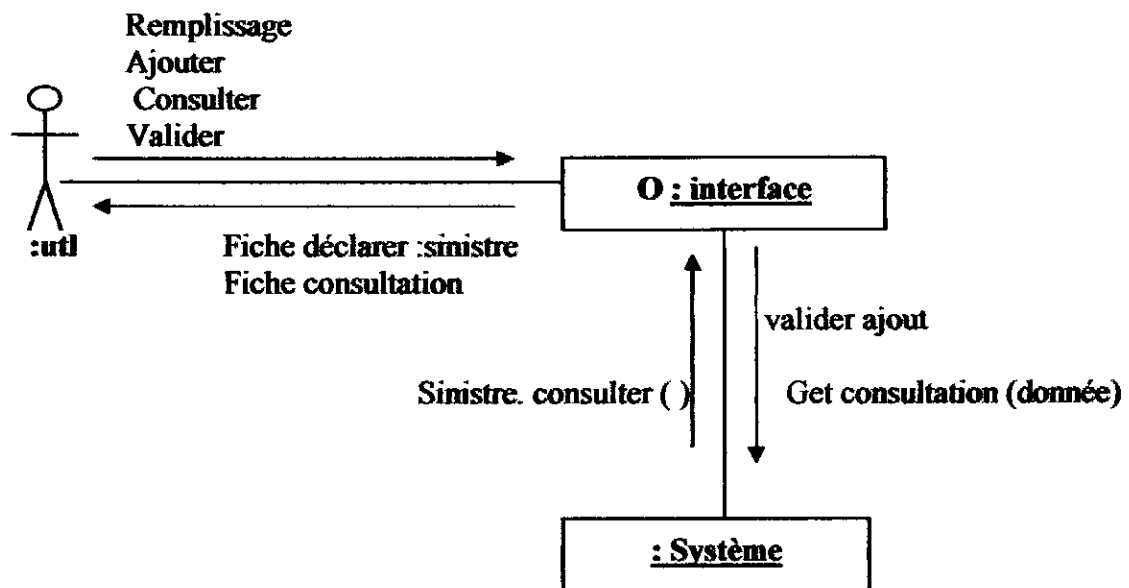 Remplissage
Ajouter
Consulter
Valider
O : interface
:utl
Fiche déclarer :sinistre
Fiche consultation
valider ajout
Sinistre. consulter ( )
Get consultation (donnée)
: Système